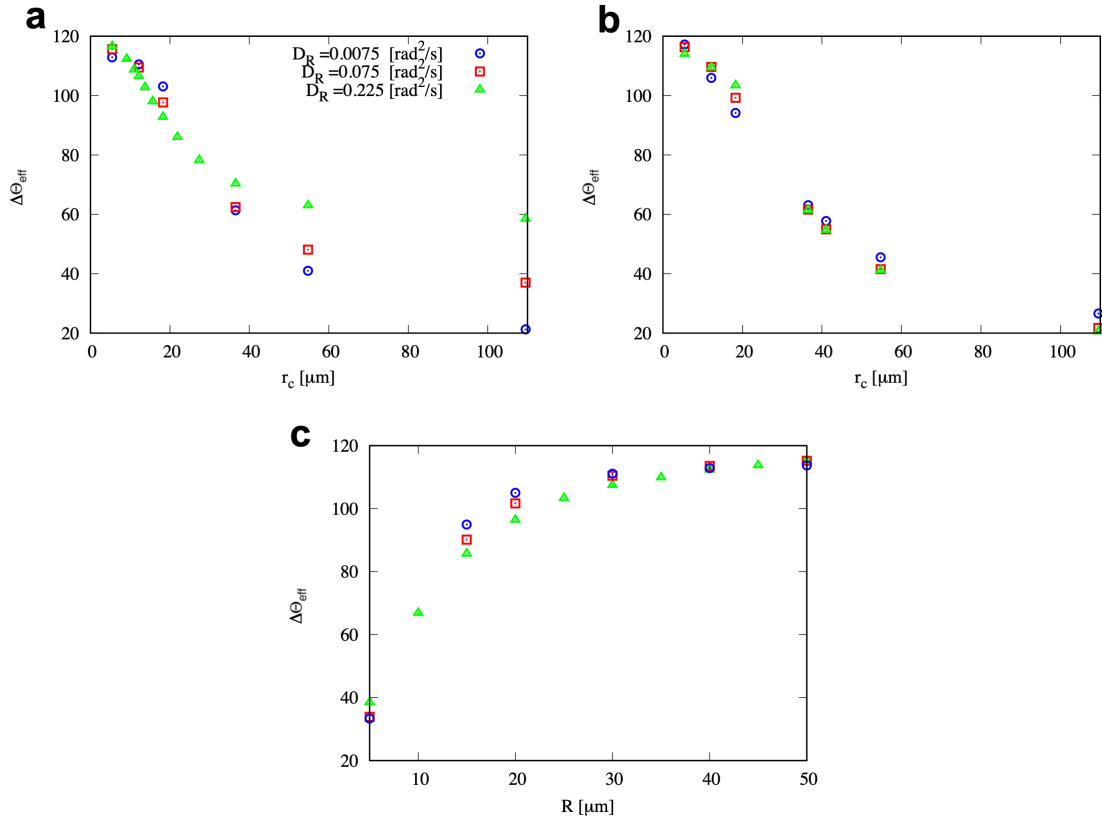 a
120
100
80
60
40
20
0 20 40 60 80 100
ΔΘeff
rc [μm]
DR =0.0075 [rad2/s]
DR =0.075 [rad2/s]
DR =0.225 [rad2/s]
b
120
100
80
60
40
20
0 20 40 60 80 100
ΔΘeff
rc [μm]
c
120
100
80
60
40
20
10 20 30 40 50
ΔΘeff
R [μm]